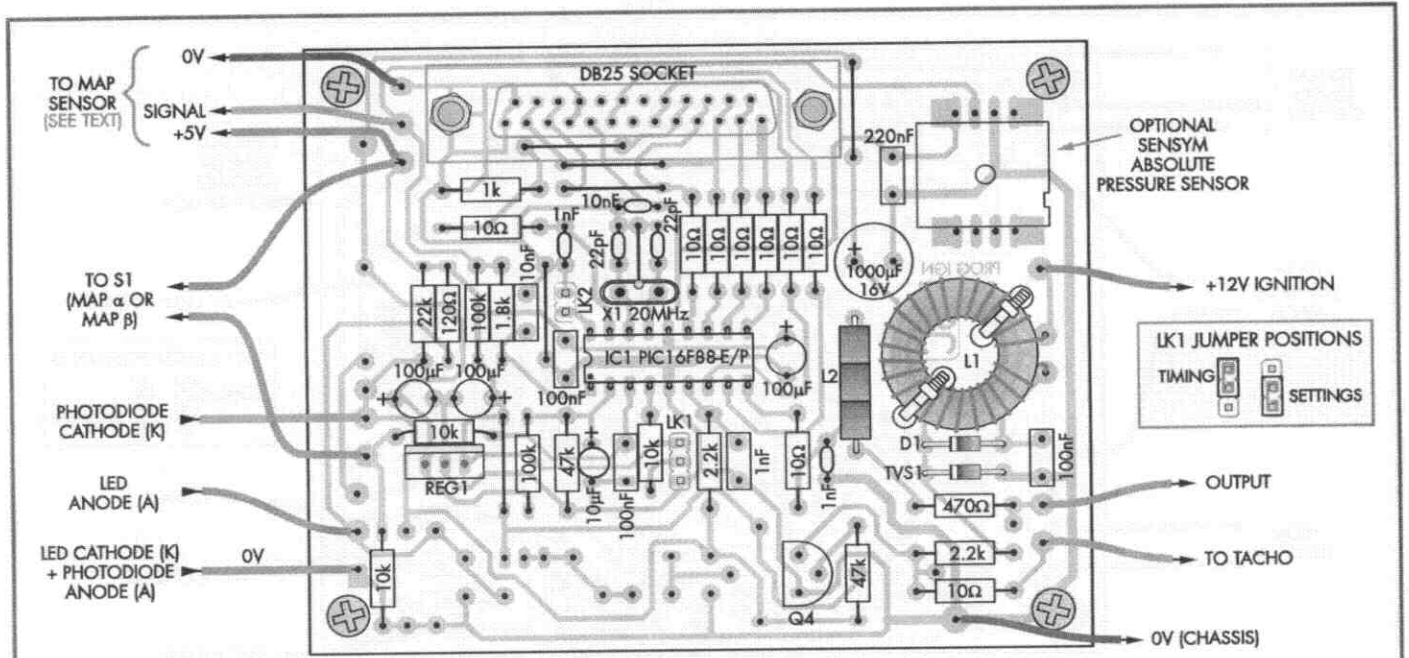 0V
TO MAP
SENSOR
(SEE TEXT)
SIGNAL
+5V
TO S1
(MAP α OR
MAP β)
PHOTODIODE
CATHODE (K)
LED
ANODE (A)
LED CATHODE (K)
+ PHOTODIODE
ANODE (A)
0V
DB25 SOCKET
1k
10Ω
1nF
10nF
22pF
22pF
10nF
LK2
X1 20MHz
10Ω
10Ω
10Ω
10Ω
10Ω
10Ω
220nF
1000µF
16V
PROG IGN
22k
120Ω
100k
1.8k
IC1 PIC16F88-E/P
100µF
100µF
100nF
100µF
L2
L1
10k
REG1
100k
47k
10µF
100nF
10k
LK1
2.2k
1nF
10Ω
1nF
D1
TVS1
100nF
470Ω
2.2k
10Ω
10k
Q4
47k
OPTIONAL
SENSYM
ABSOLUTE
PRESSURE SENSOR
+12V IGNITION
LK1 JUMPER POSITIONS
TIMING
SETTINGS
OUTPUT
TO TACHO
0V (CHASSIS)